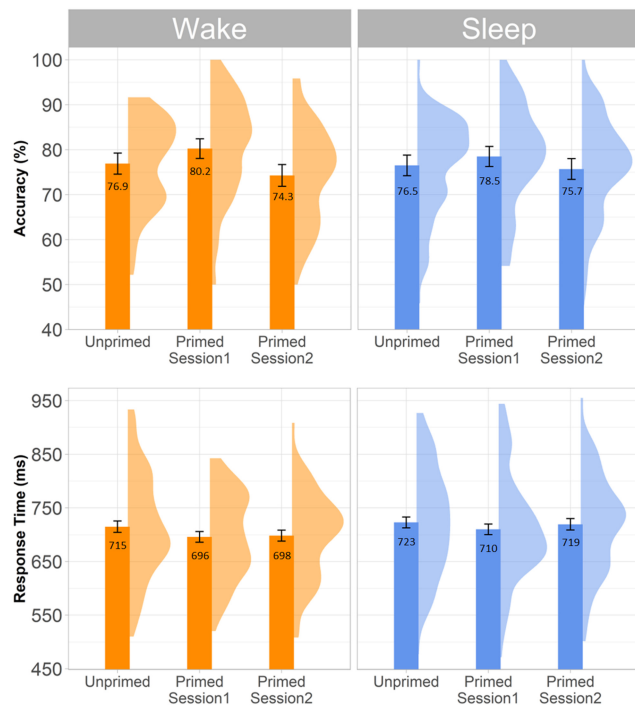 Wake
Sleep
Accuracy (%)
100
90
80
70
60
50
40
76.9
80.2
74.3
76.5
78.5
75.7
Unprimed
Primed
Session1
Primed
Session2
Unprimed
Primed
Session1
Primed
Session2
Response Time (ms)
950
850
750
650
550
450
715
696
698
723
710
719
Unprimed
Primed
Session1
Primed
Session2
Unprimed
Primed
Session1
Primed
Session2